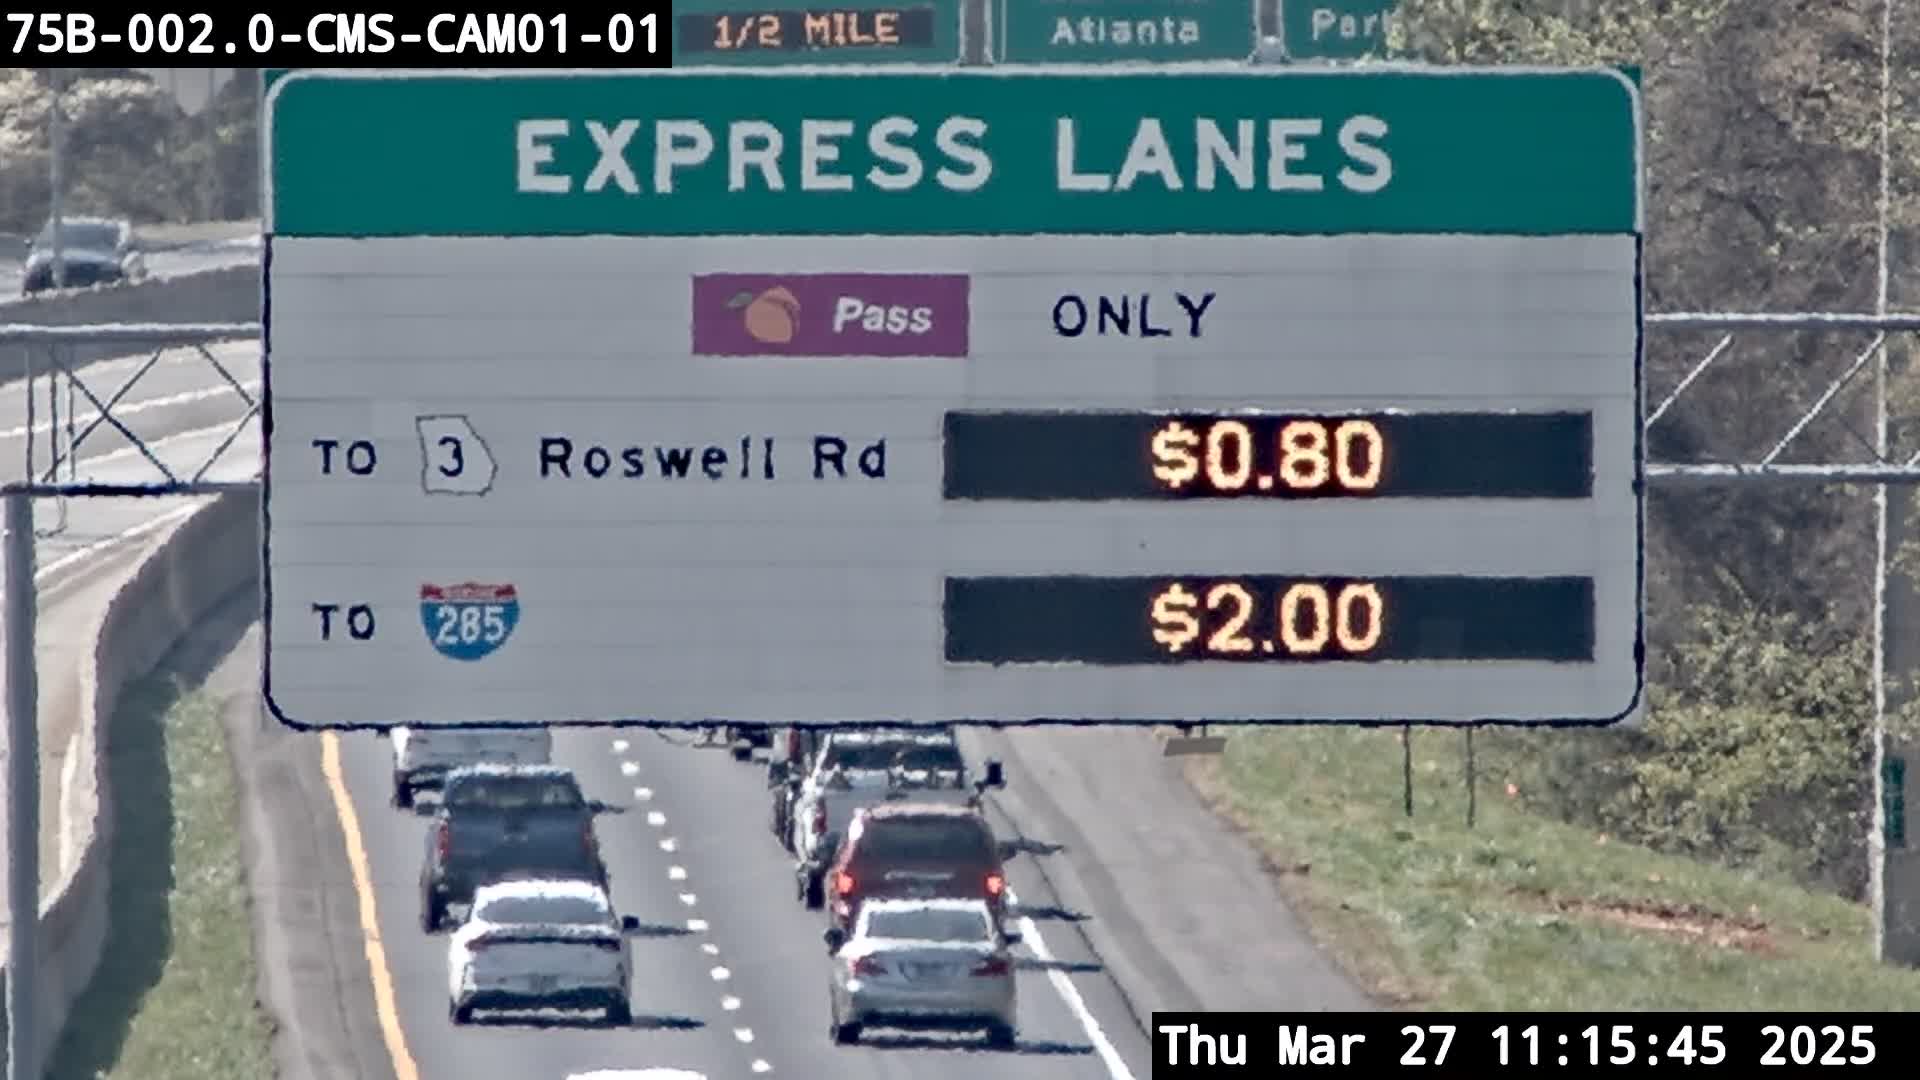 75B-002.0-CMS-CAM01-01
1/2 MILE
Atlanta
EXPRESS LANES
Pass ONLY
TO 3 Roswell Rd $0.80
TO 285 $2.00
Thu Mar 27 11:15:45 2025